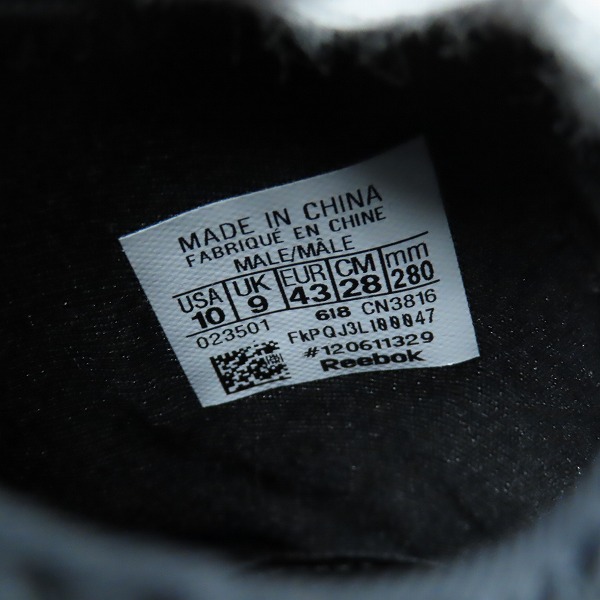 MADE IN CHINA
FABRIQUÉ EN CHINE
MALE/MÂLE
USA UK EUR CM mm
10 9 43 28 280
023501 618 CN3816
FkPQJ3L100047
#120611329
Reebok